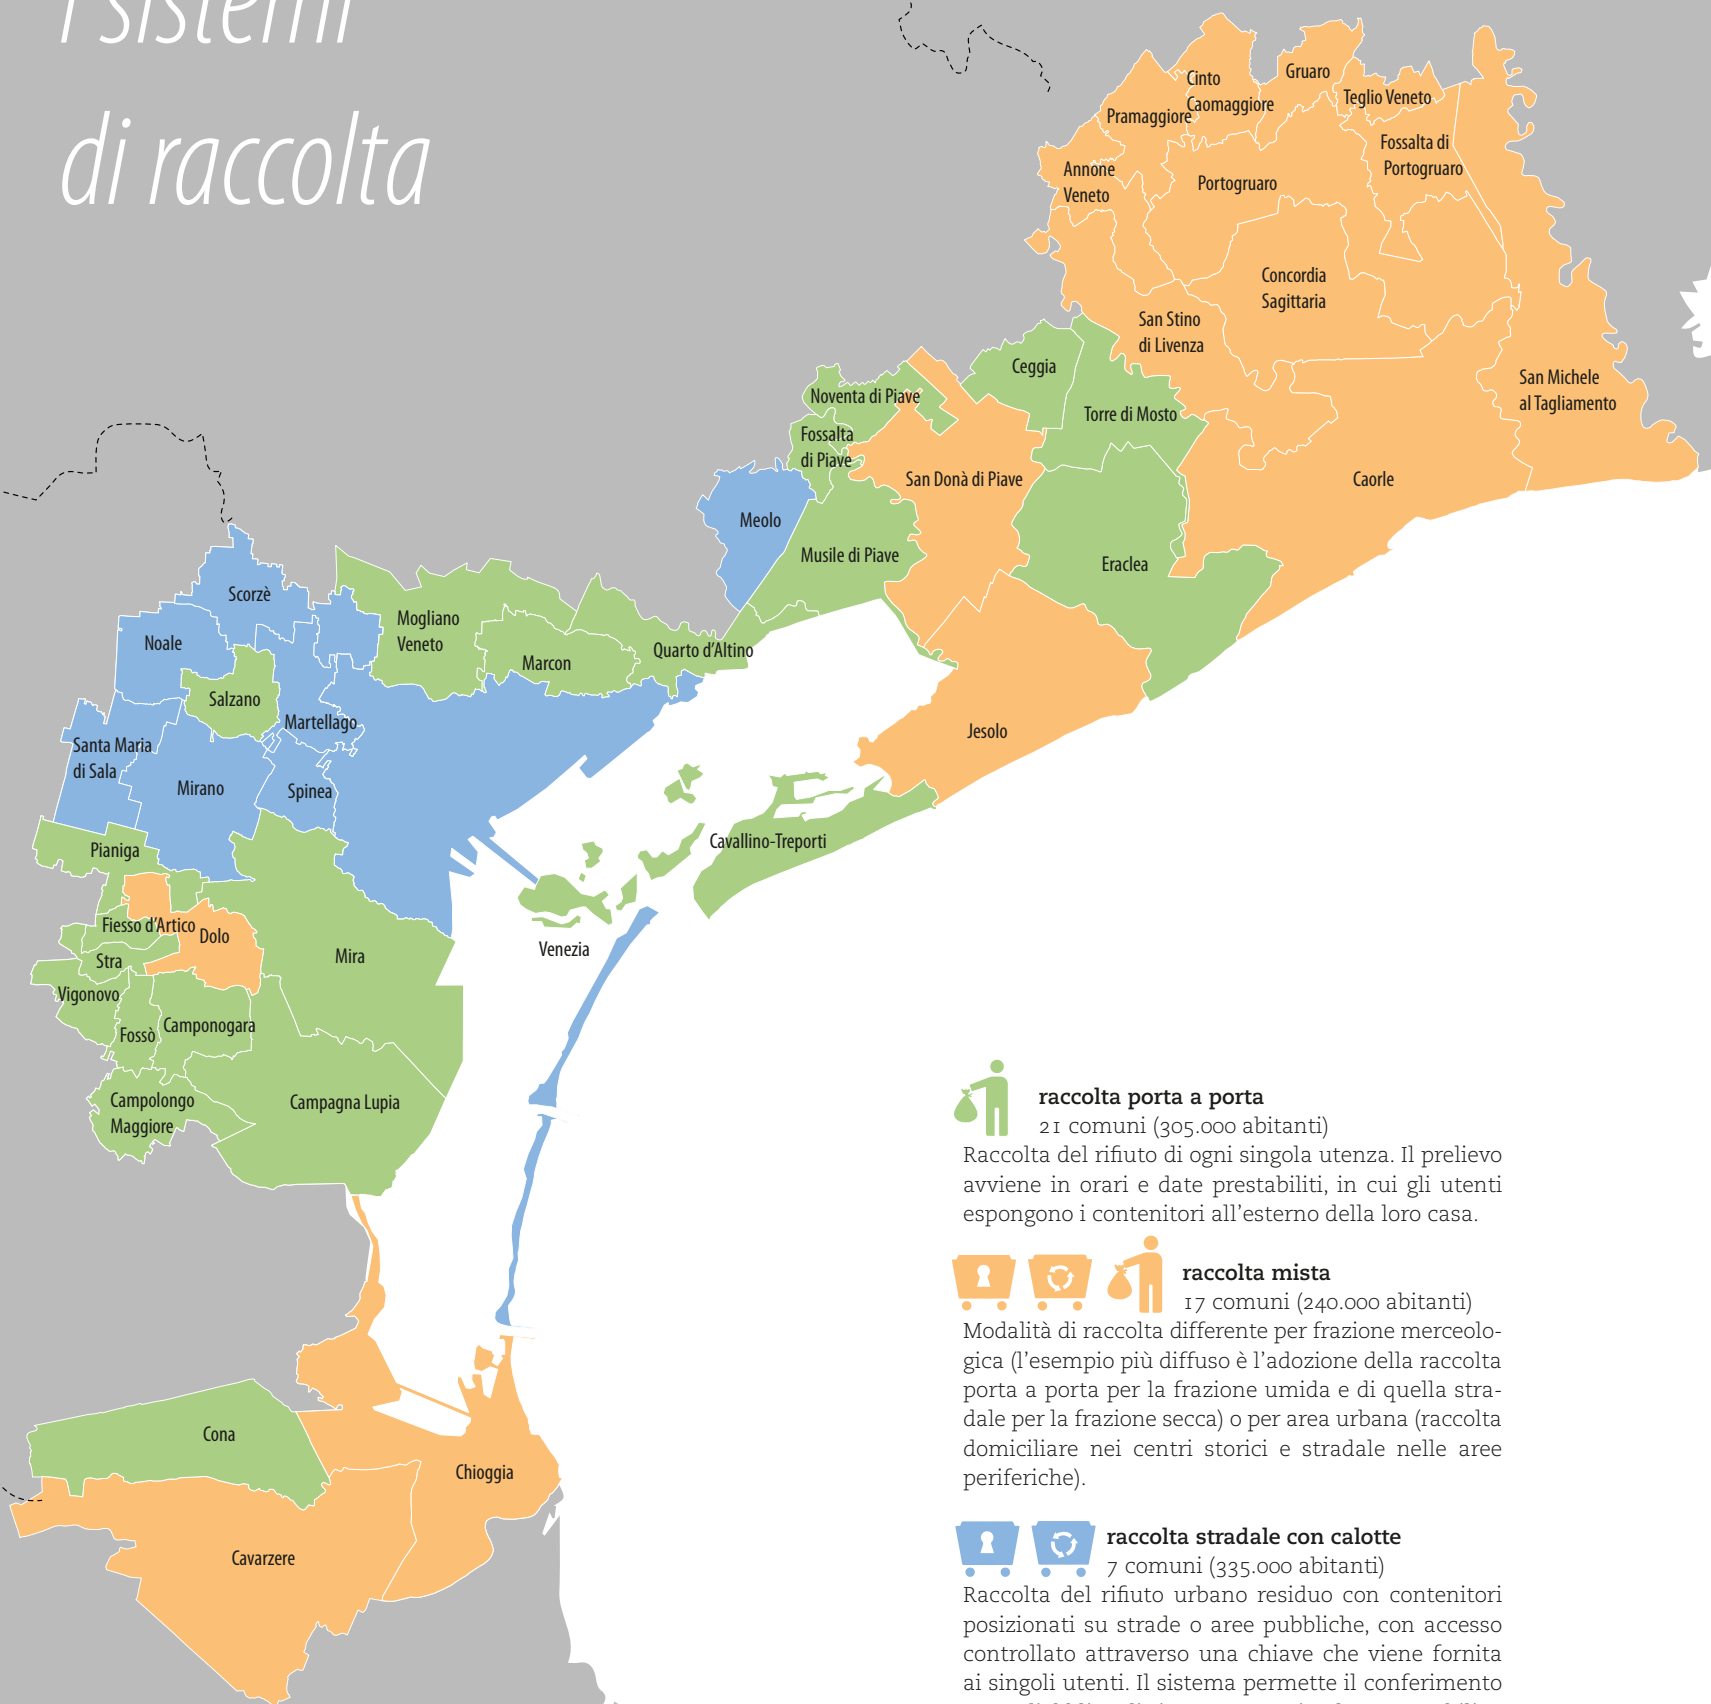 i sistemi
di raccolta
Cinto
Caomaggiore
Gruaro
Teglio Veneto
Pramaggiore
Fossalta di
Portogruaro
Annone
Veneto
Portogruaro
Concordia
Sagittaria
San Stino
di Livenza
San Michele
al Tagliamento
Ceggia
Noventa di Piave
Torre di Mosto
Fossalta
di Piave
San Donà di Piave
Caorle
Meolo
Musile di Piave
Eraclea
Scorzè
Mogliano
Veneto
Noale
Marcon
Quarto d'Altino
Salzano
Martellago
Jesolo
Santa Maria
di Sala
Mirano
Spinea
Cavallino-Treporti
Pianiga
Fiesso d'Artico
Dolo
Venezia
Mira
Stra
Vigonovo
Fossò
Camponogara
Campolongo
Maggiore
Campagna Lupia
Cona
Chioggia
Cavarzere
raccolta porta a porta
21 comuni (305.000 abitanti)
Raccolta del rifiuto di ogni singola utenza. Il prelievo
avviene in orari e date prestabiliti, in cui gli utenti
espongono i contenitori all'esterno della loro casa.
raccolta mista
17 comuni (240.000 abitanti)
Modalità di raccolta differente per frazione merceolo-
gica (l'esempio più diffuso è l'adozione della raccolta
porta a porta per la frazione umida e di quella stra-
dale per la frazione secca) o per area urbana (raccolta
domiciliare nei centri storici e stradale nelle aree
periferiche).
raccolta stradale con calotte
7 comuni (335.000 abitanti)
Raccolta del rifiuto urbano residuo con contenitori
posizionati su strade o aree pubbliche, con accesso
controllato attraverso una chiave che viene fornita
ai singoli utenti. Il sistema permette il conferimento